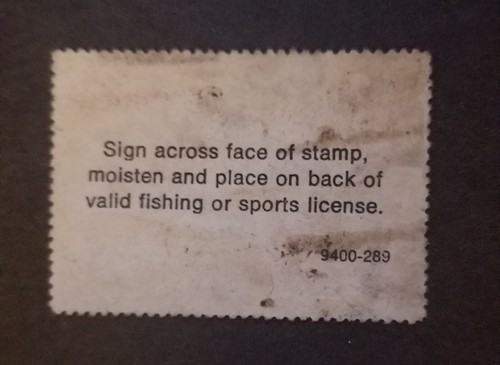 Sign across face of stamp,
moisten and place on back of
valid fishing or sports license.
9400-289